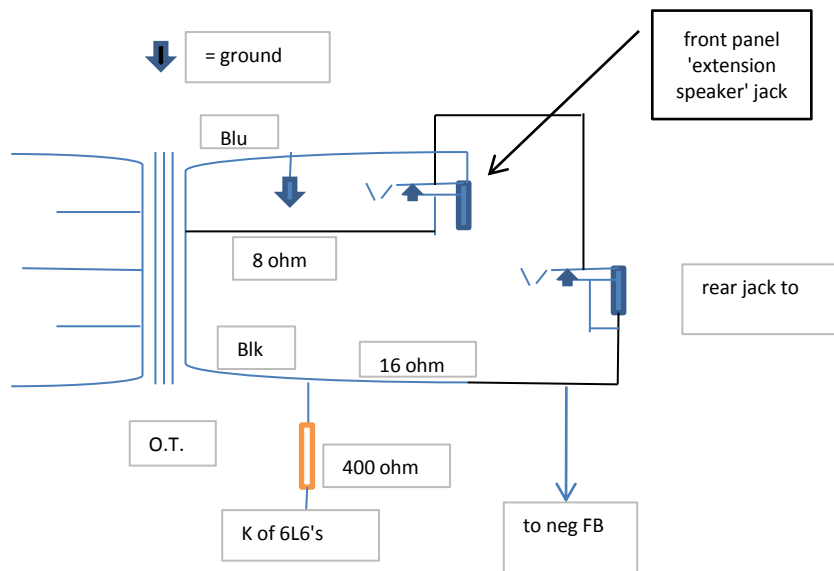 = ground
front panel
'extension
speaker' jack
Blu
8 ohm
rear jack to
Blk
16 ohm
O.T.
400 ohm
K of 6L6's
to neg FB